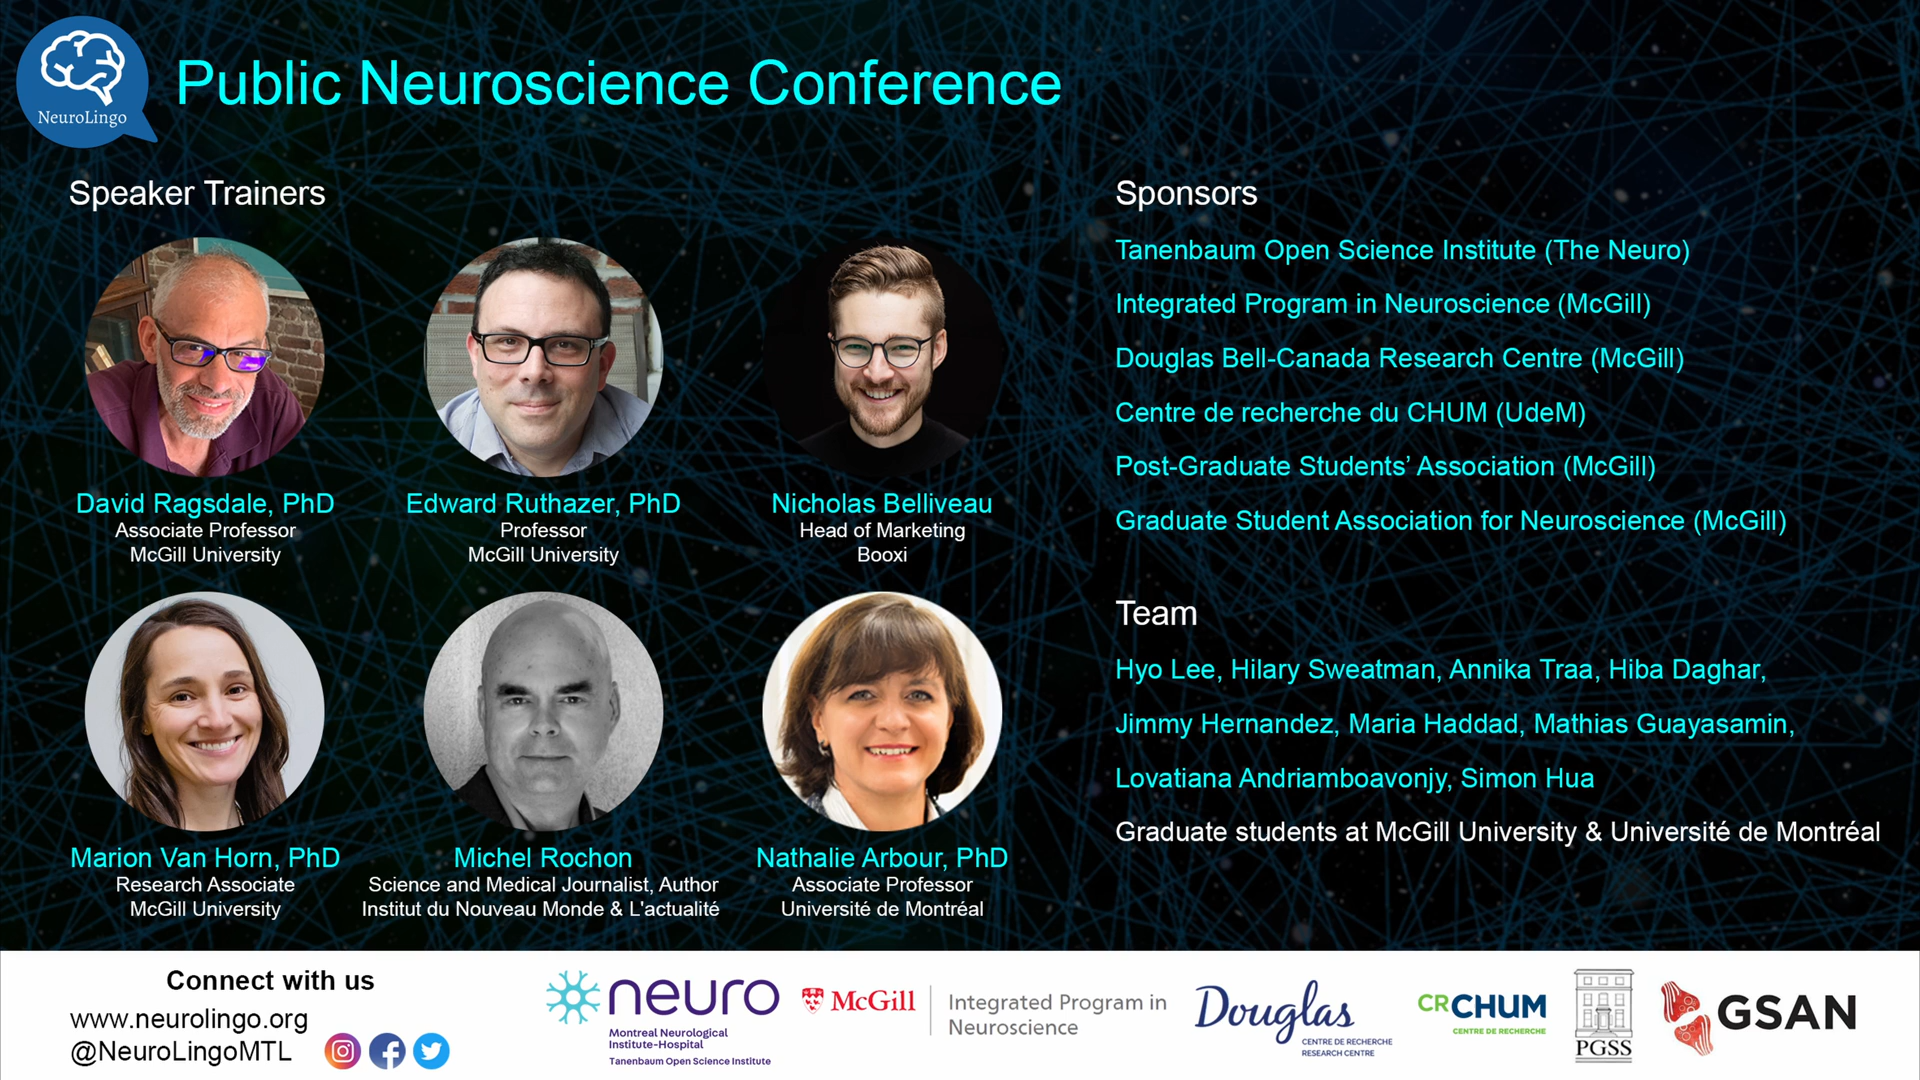 NeuroLingo
Public Neuroscience Conference
Speaker Trainers
David Ragsdale, PhD
Associate Professor
McGill University
Edward Ruthazer, PhD
Professor
McGill University
Nicholas Belliveau
Head of Marketing
Booxi
Marion Van Horn, PhD
Research Associate
McGill University
Michel Rochon
Science and Medical Journalist, Author
Institut du Nouveau Monde & L'actualité
Nathalie Arbour, PhD
Associate Professor
Université de Montréal
Sponsors
Tanenbaum Open Science Institute (The Neuro)
Integrated Program in Neuroscience (McGill)
Douglas Bell-Canada Research Centre (McGill)
Centre de recherche du CHUM (UdeM)
Post-Graduate Students’ Association (McGill)
Graduate Student Association for Neuroscience (McGill)
Team
Hyo Lee, Hilary Sweatman, Annika Traa, Hiba Daghar,
Jimmy Hernandez, Maria Haddad, Mathias Guayasamin,
Lovatiana Andriamboavonjy, Simon Hua
Graduate students at McGill University & Université de Montréal
Connect with us
www.neurolingo.org
@NeuroLingoMTL
neuro
Montreal Neurological
Institute-Hospital
Tanenbaum Open Science Institute
McGill
Integrated Program in
Neuroscience
Douglas
CENTRE DE RECHERCHE
RESEARCH CENTRE
CRCHUM
CENTRE DE RECHERCHE
PGSS
GSAN